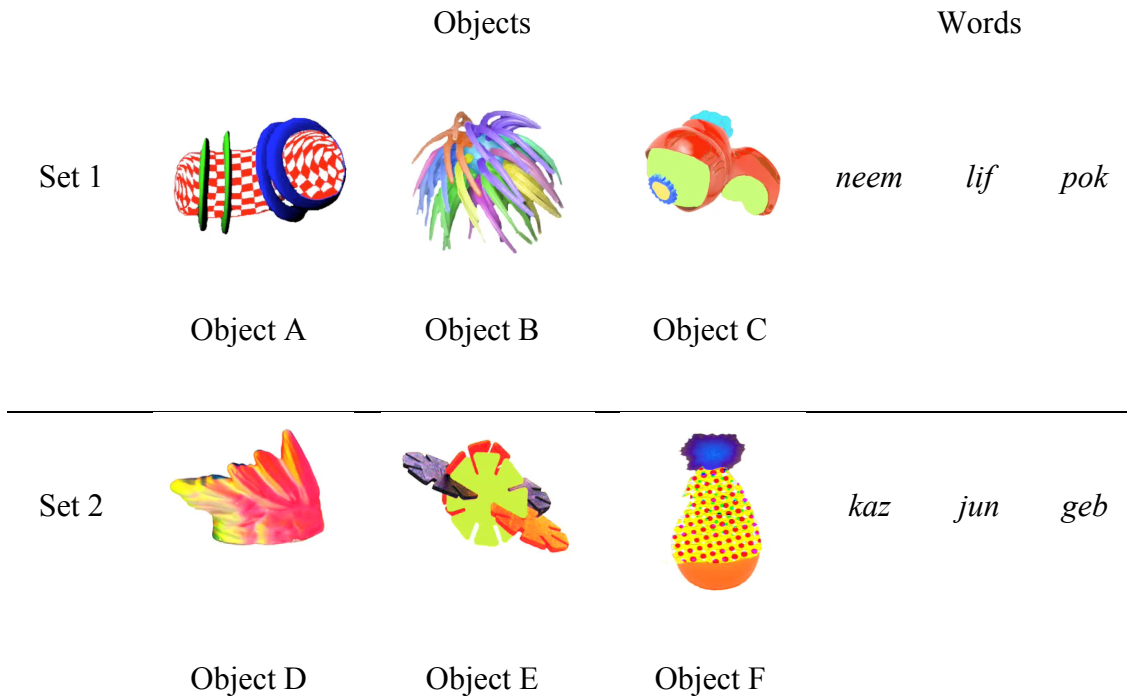 Objects Words
Set 1 neem lif pok
Object A Object B Object C
Set 2 kaz jun geb
Object D Object E Object F